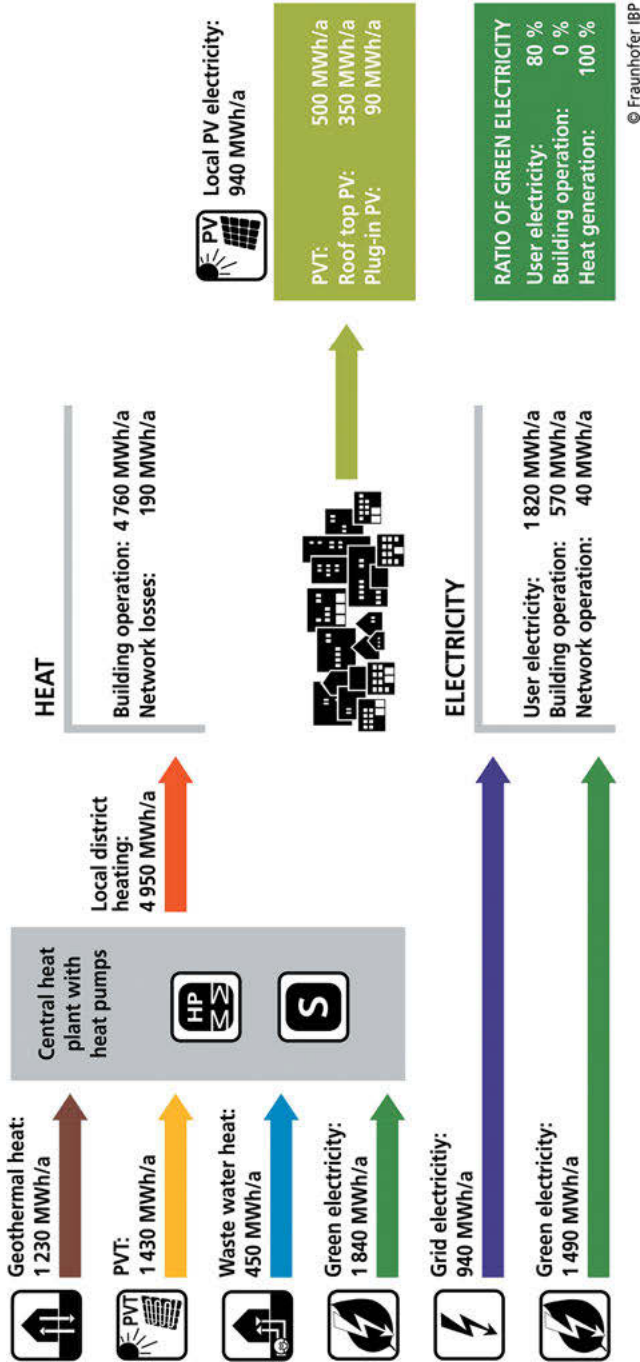 Geothermal heat:
1 230 MWh/a
PVT
PVT:
1 430 MWh/a
Waste water heat:
450 MWh/a
Green electricity:
1 840 MWh/a
Grid electricitiy:
940 MWh/a
Green electricity:
1 490 MWh/a
Central heat
plant with
heat pumps
HP
S
Local district
heating:
4 950 MWh/a
HEAT
Building operation: 4 760 MWh/a
Network losses: 190 MWh/a
ELECTRICITY
User electricity: 1 820 MWh/a
Building operation: 570 MWh/a
Network operation: 40 MWh/a
PV
Local PV electricity:
940 MWh/a
PVT: 500 MWh/a
Roof top PV: 350 MWh/a
Plug-in PV: 90 MWh/a
RATIO OF GREEN ELECTRICITY
User electricity: 80 %
Building operation: 0 %
Heat generation: 100 %
© Fraunhofer IBP